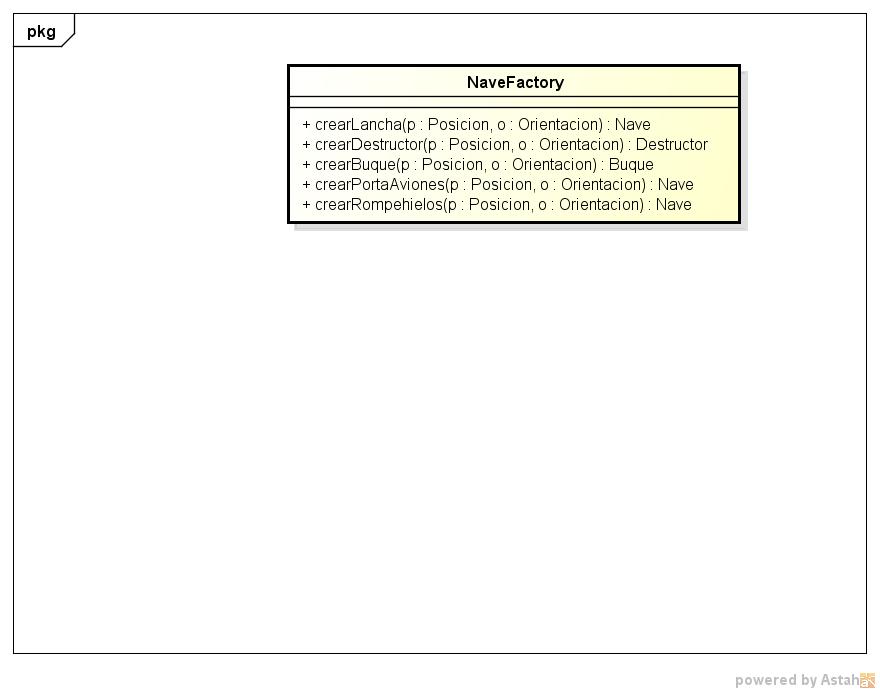 pkg
NaveFactory
+ crearLancha(p : Posicion, o : Orientacion) : Nave
+ crearDestructor(p : Posicion, o : Orientacion) : Destructor
+ crearBuque(p : Posicion, o : Orientacion) : Buque
+ crearPortaAviones(p : Posicion, o : Orientacion) : Nave
+ crearRompehielos(p : Posicion, o : Orientacion) : Nave
powered by Astah